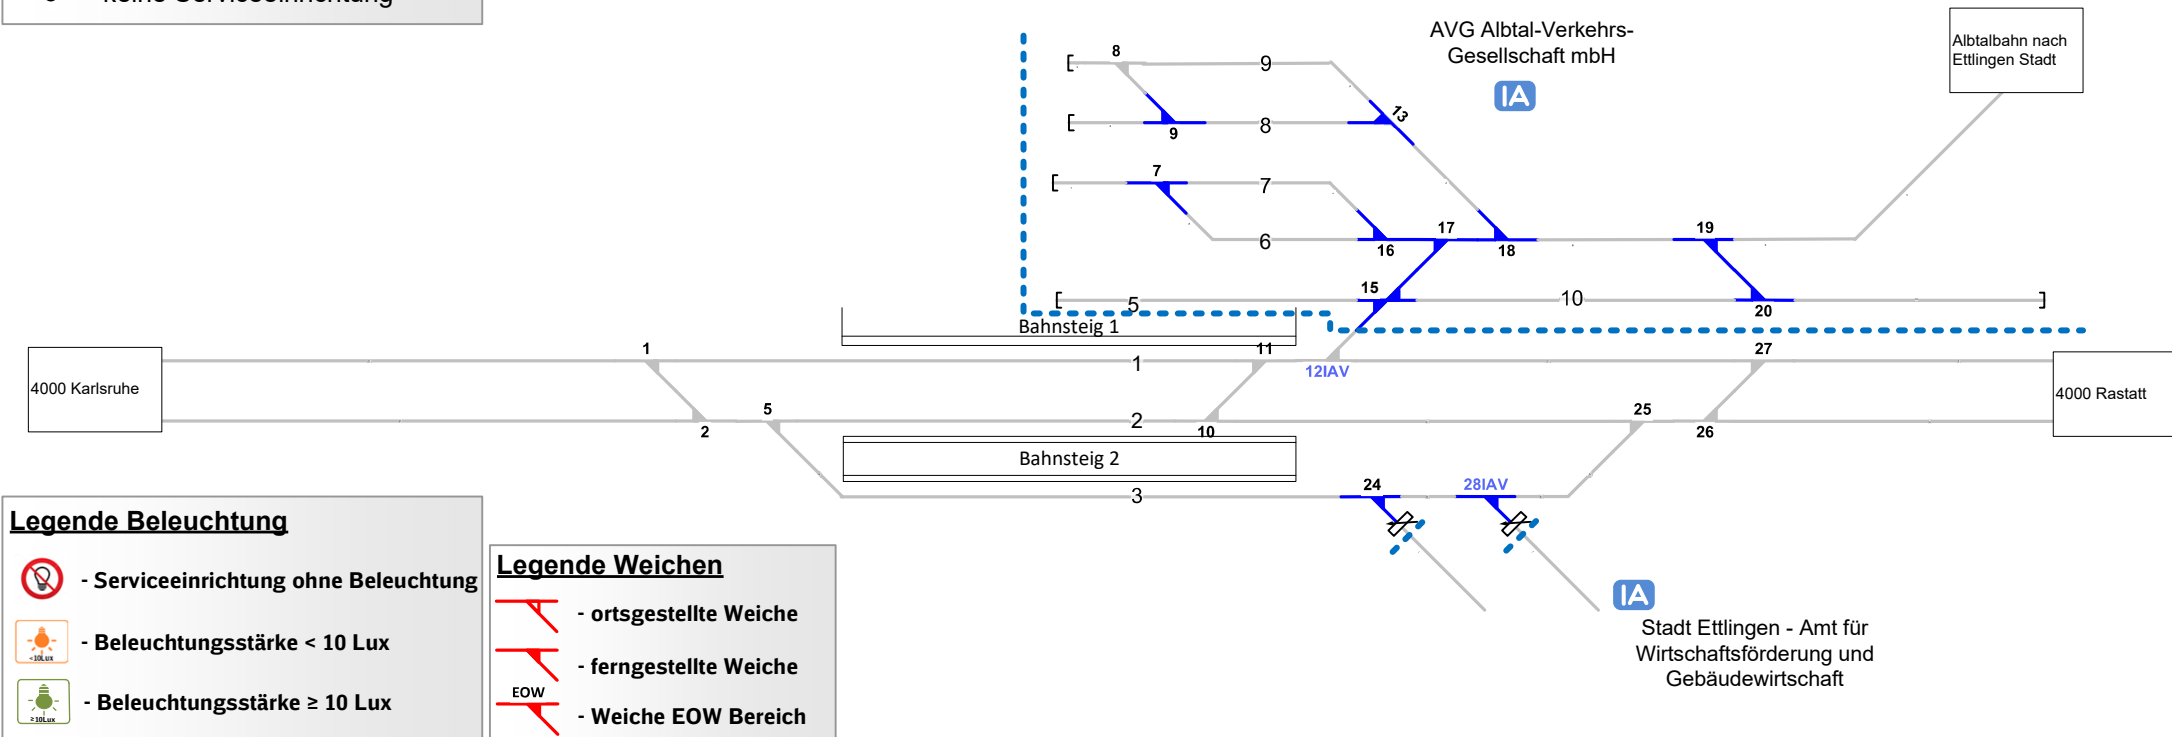 keine Serviceeinrichtung
AVG Albtal-Verkehrs-
Gesellschaft mbH
IA
Albtalbahn nach
Ettlingen Stadt
8
9
13
8
9
7
7
6
16
17
18
19
15
5
10
20
Bahnsteig 1
4000 Karlsruhe
1
1
11
12IAV
27
4000 Rastatt
5
2
2
10
25
26
Bahnsteig 2
3
24
28IAV
IA
Stadt Ettlingen - Amt für
Wirtschaftsförderung und
Gebäudewirtschaft
Legende Beleuchtung
- Serviceeinrichtung ohne Beleuchtung
<10Lux
- Beleuchtungsstärke < 10 Lux
≥10Lux
- Beleuchtungsstärke ≥ 10 Lux
Legende Weichen
- ortsgestellte Weiche
- ferngestellte Weiche
EOW
- Weiche EOW Bereich